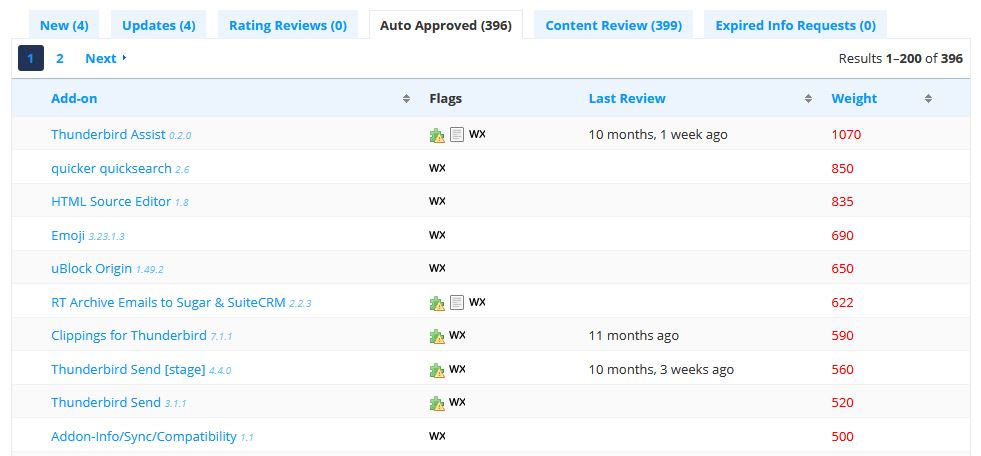 New (4) Updates (4) Rating Reviews (0) Auto Approved (396) Content Review (399) Expired Info Requests (0)
1 2 Next Results 1–200 of 396
Add-on Flags Last Review Weight
Thunderbird Assist 0.2.0 WX 10 months, 1 week ago 1070
quicker quicksearch 2.6 WX 850
HTML Source Editor 1.8 WX 835
Emoji 3.23.1.3 WX 690
uBlock Origin 1.49.2 WX 650
RT Archive Emails to Sugar & SuiteCRM 2.2.3 WX 622
Clippings for Thunderbird 7.1.1 WX 11 months ago 590
Thunderbird Send [stage] 4.4.0 WX 10 months, 3 weeks ago 560
Thunderbird Send 3.1.1 WX 520
Addon-Info/Sync/Compatibility 1.1 WX 500